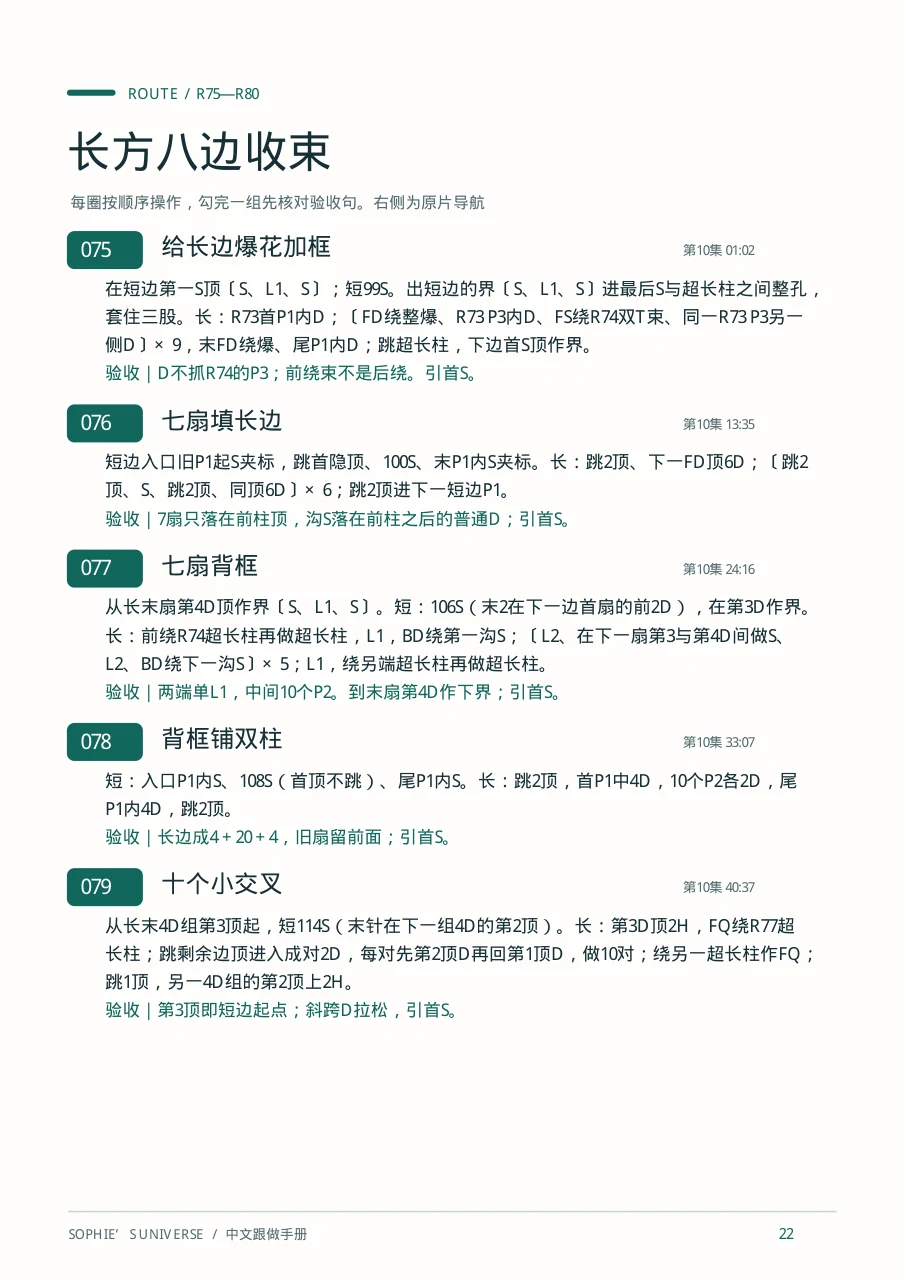 ROUTE / R75—R80
长方八边收束
每圈按顺序操作，勾完一组先核对验收句。右侧为原片导航
075 给长边爆花加框 第10集 01:02
在短边第一S顶〔S、L1、S〕；短99S。出短边的界〔S、L1、S〕进最后S与超长柱之间整孔，
套住三股。长：R73首P1内D；〔FD绕整爆、R73 P3内D、FS绕R74双T束、同一R73 P3另一
侧D〕× 9，末FD绕爆、尾P1内D；跳超长柱，下边首S顶作界。
验收｜D不抓R74的P3；前绕束不是后绕。引首S。
076 七扇填长边 第10集 13:35
短边入口旧P1起S夹标，跳首隐顶、100S、末P1内S夹标。长：跳2顶、下一FD顶6D；〔跳2
顶、S、跳2顶、同顶6D〕× 6；跳2顶进下一短边P1。
验收｜7扇只落在前柱顶，沟S落在前柱之后的普通D；引首S。
077 七扇背框 第10集 24:16
从长末扇第4D顶作界〔S、L1、S〕。短：106S（末2在下一边首扇的前2D），在第3D作界。
长：前绕R74超长柱再做超长柱，L1，BD绕第一沟S；〔L2、在下一扇第3与第4D间做S、
L2、BD绕下一沟S〕× 5；L1，绕另端超长柱再做超长柱。
验收｜两端单L1，中间10个P2。到末扇第4D作下界；引首S。
078 背框铺双柱 第10集 33:07
短：入口P1内S、108S（首顶不跳）、尾P1内S。长：跳2顶，首P1中4D，10个P2各2D，尾
P1内4D，跳2顶。
验收｜长边成4 + 20 + 4，旧扇留前面；引首S。
079 十个小交叉 第10集 40:37
从长末4D组第3顶起，短114S（末针在下一组4D的第2顶）。长：第3D顶2H，FQ绕R77超
长柱；跳剩余边顶进入成对2D，每对先第2顶D再回第1顶D，做10对；绕另一超长柱作FQ；
跳1顶，另一4D组的第2顶上2H。
验收｜第3顶即短边起点；斜跨D拉松，引首S。
SOPHIE’ S UNIVERSE / 中文跟做手册 22